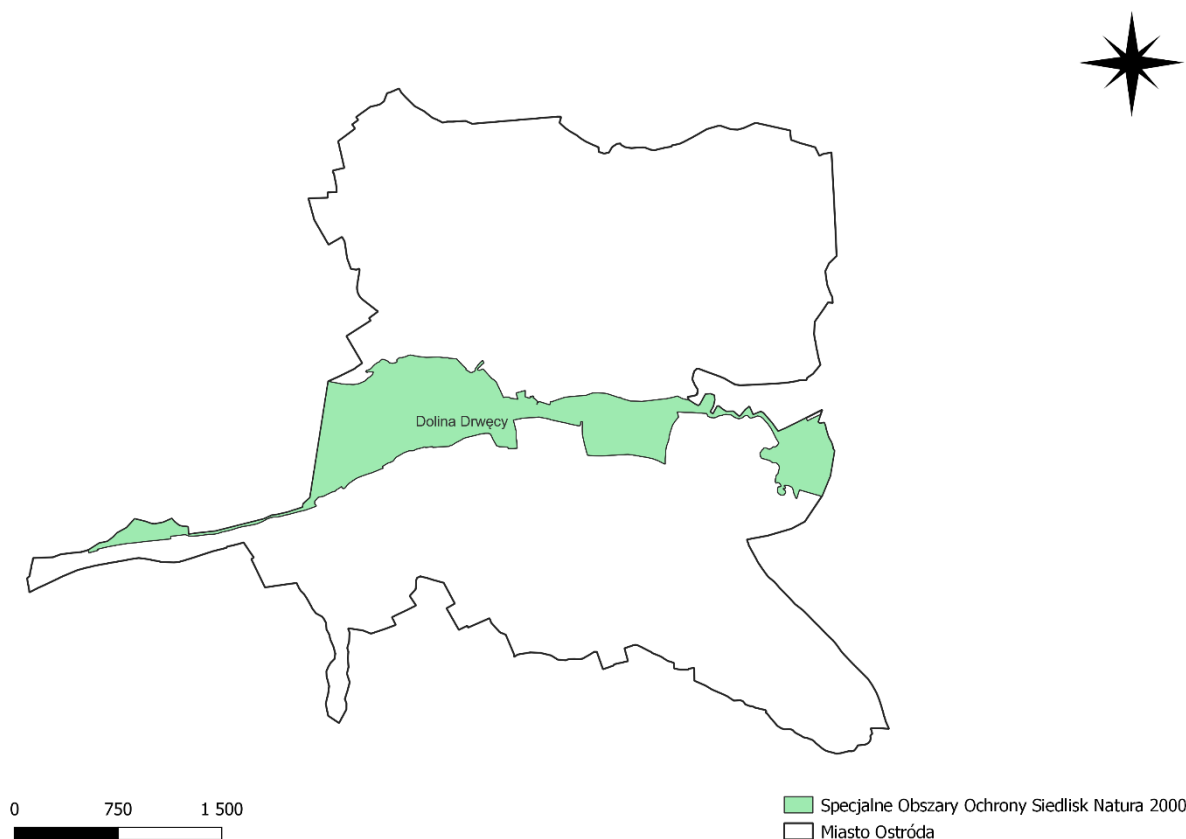 Dolina Drwęcy
0 750 1 500
Specjalne Obszary Ochrony Siedlisk Natura 2000
Miasto Ostróda